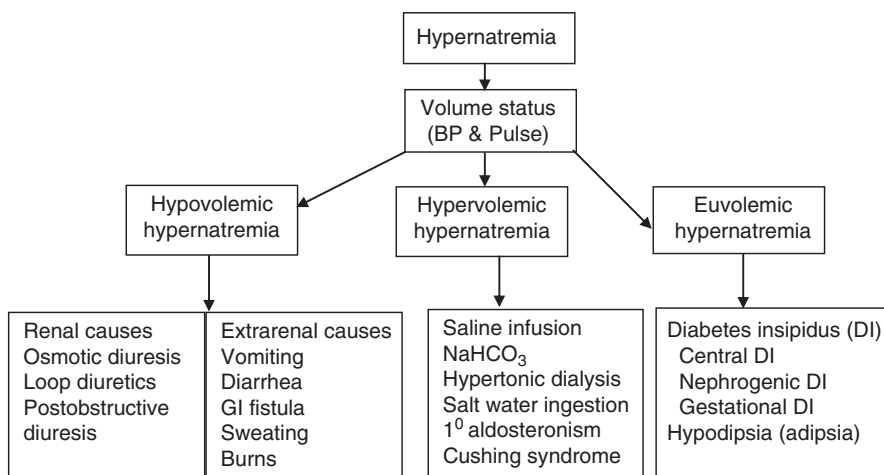 Hypernatremia
Volume status
(BP & Pulse)
Hypovolemic
hypernatremia
Hypervolemic
hypernatremia
Euvolemic
hypernatremia
Renal causes
Osmotic diuresis
Loop diuretics
Postobstructive
diuresis
Extrarenal causes
Vomiting
Diarrhea
GI fistula
Sweating
Burns
Saline infusion
NaHCO₃
Hypertonic dialysis
Salt water ingestion
1⁰ aldosteronism
Cushing syndrome
Diabetes insipidus (DI)
Central DI
Nephrogenic DI
Gestational DI
Hypodipsia (adipsia)